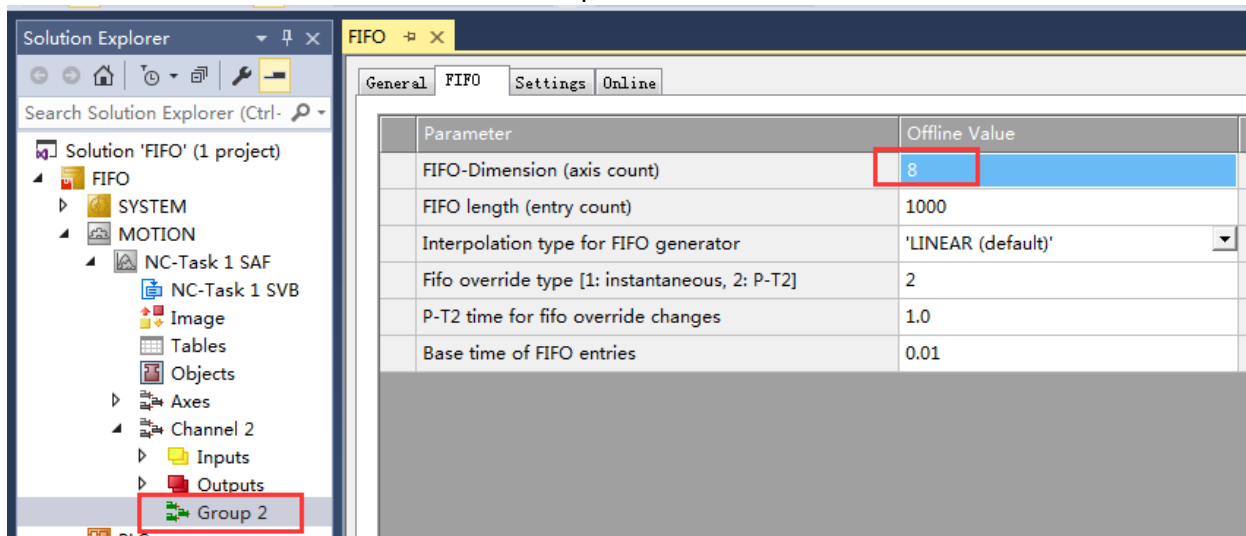 Solution Explorer
FIFO
General FIFO Settings Online
Search Solution Explorer (Ctrl-
Solution 'FIFO' (1 project)
FIFO
SYSTEM
MOTION
NC-Task 1 SAF
NC-Task 1 SVB
Image
Tables
Objects
Axes
Channel 2
Inputs
Outputs
Group 2
Parameter Offline Value
FIFO-Dimension (axis count) 8
FIFO length (entry count) 1000
Interpolation type for FIFO generator 'LINEAR (default)'
Fifo override type [1: instantaneous, 2: P-T2] 2
P-T2 time for fifo override changes 1.0
Base time of FIFO entries 0.01